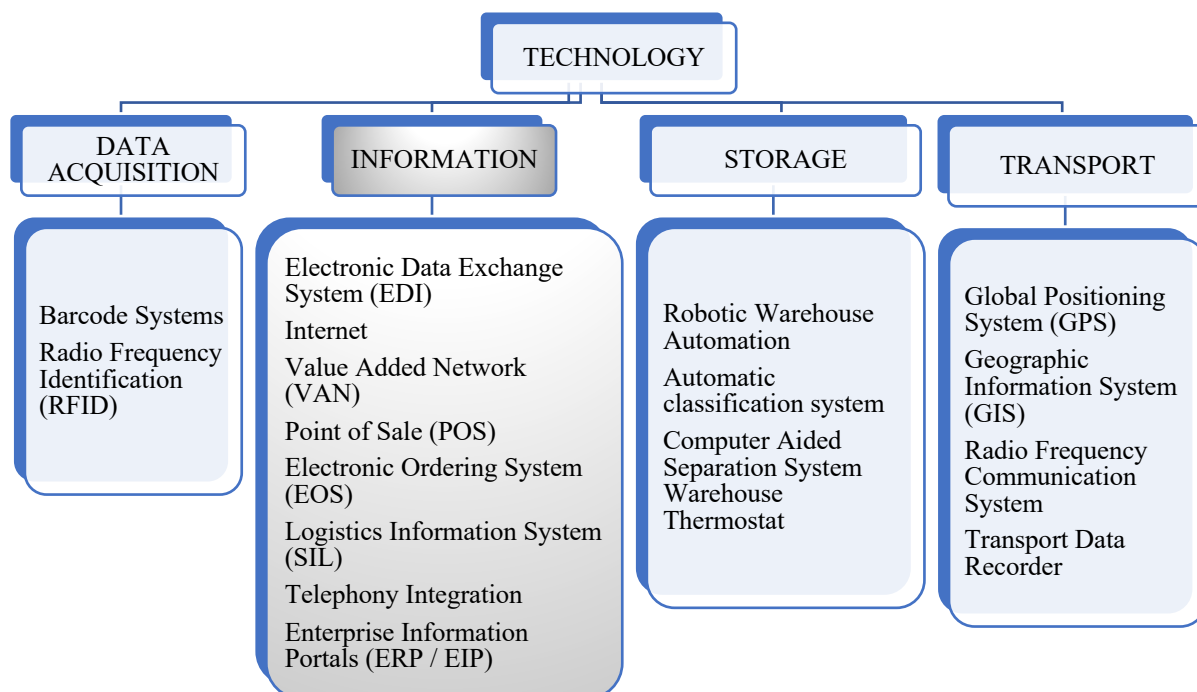 TECHNOLOGY
DATA
ACQUISITION
Barcode Systems
Radio Frequency
Identification
(RFID)
INFORMATION
Electronic Data Exchange
System (EDI)
Internet
Value Added Network
(VAN)
Point of Sale (POS)
Electronic Ordering System
(EOS)
Logistics Information System
(SIL)
Telephony Integration
Enterprise Information
Portals (ERP / EIP)
STORAGE
Robotic Warehouse
Automation
Automatic
classification system
Computer Aided
Separation System
Warehouse
Thermostat
TRANSPORT
Global Positioning
System (GPS)
Geographic
Information System
(GIS)
Radio Frequency
Communication
System
Transport Data
Recorder